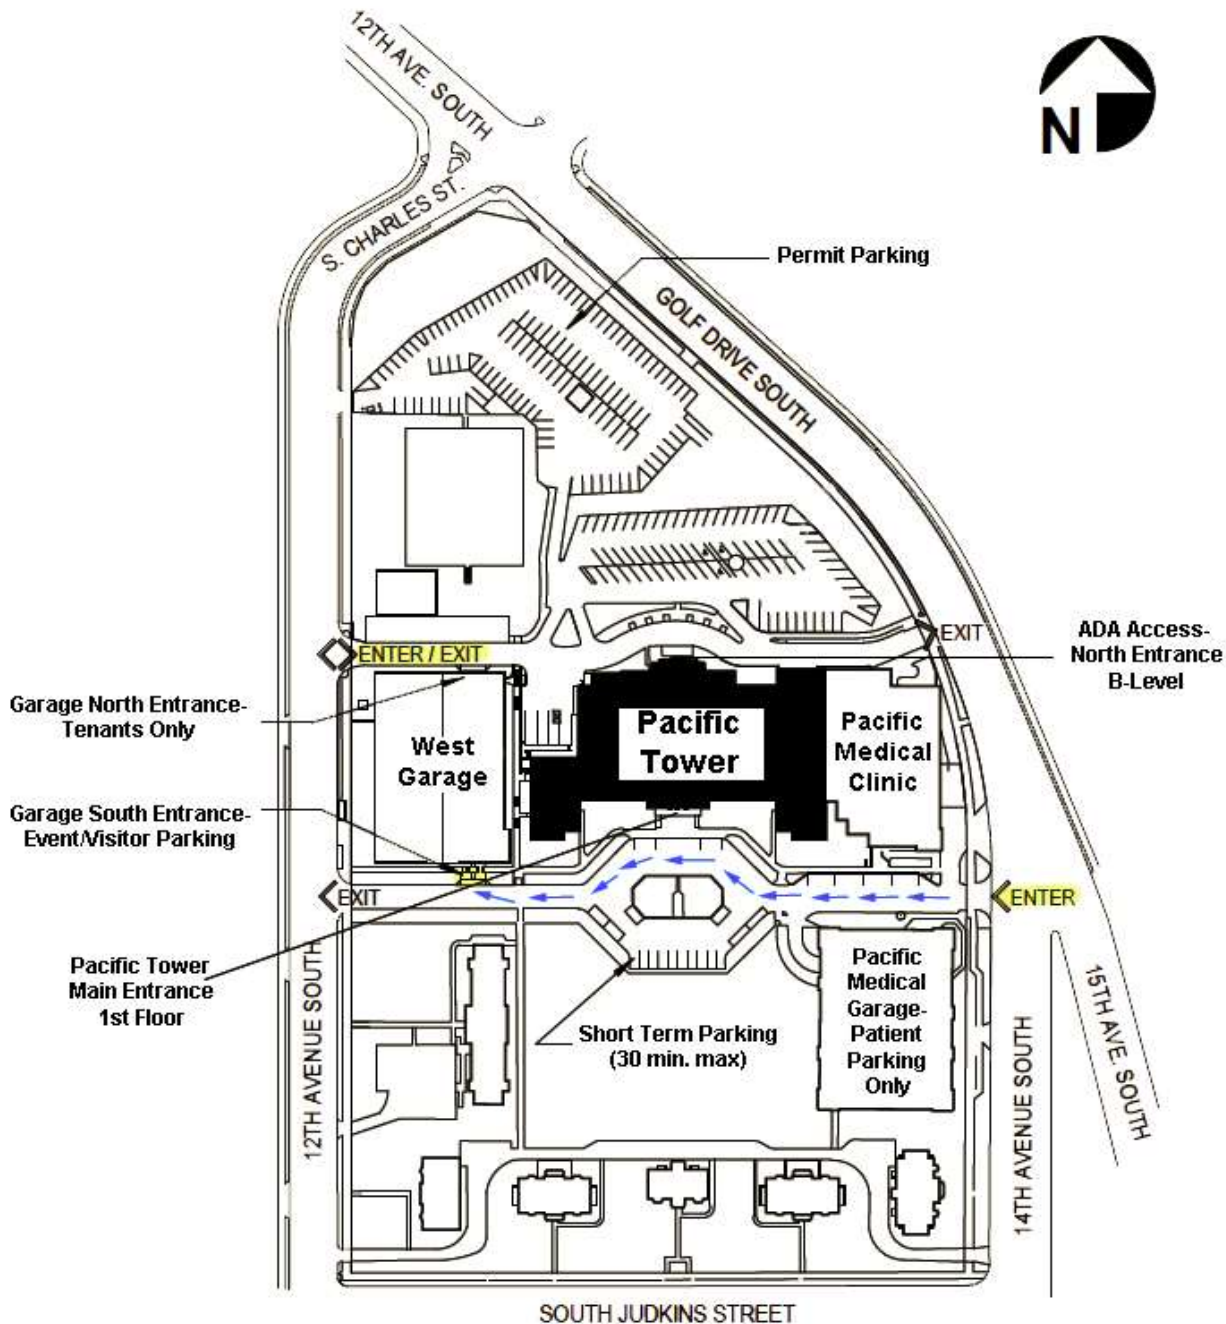 12TH AVE. SOUTH
N
S. CHARLES ST.
Permit Parking
GOLF DRIVE SOUTH
EXIT
ADA Access-
North Entrance
B-Level
ENTER / EXIT
Garage North Entrance-
Tenants Only
West
Garage
Pacific
Tower
Pacific
Medical
Clinic
Garage South Entrance-
Event/Visitor Parking
EXIT
ENTER
Pacific Tower
Main Entrance
1st Floor
12TH AVENUE SOUTH
Short Term Parking
(30 min. max)
Pacific
Medical
Garage-
Patient
Parking
Only
14TH AVENUE SOUTH
15TH AVE. SOUTH
SOUTH JUDKINS STREET